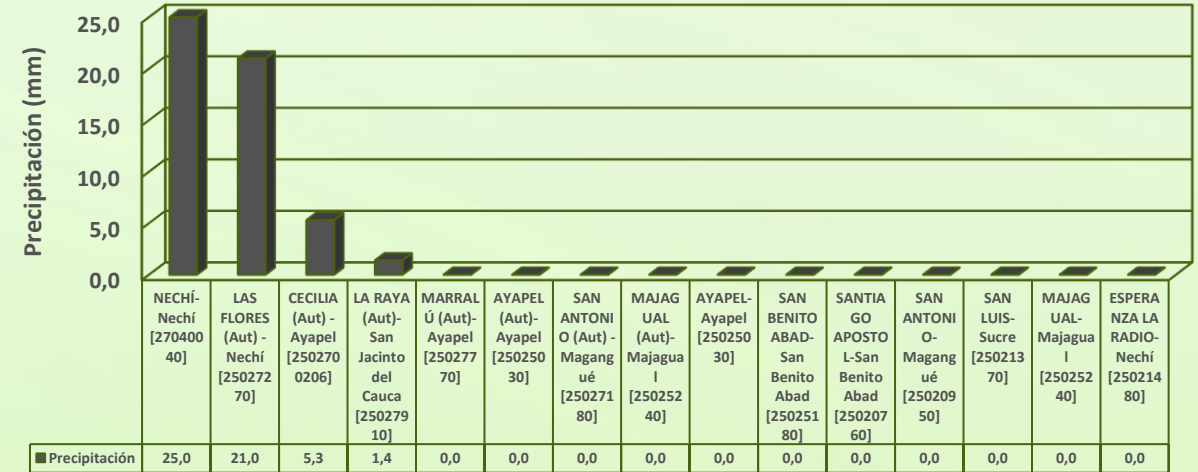 Precipitación (mm)
25,0
20,0
15,0
10,0
5,0
0,0
NECHÍ-
Nechí
[270400
40]
LAS
FLORES
(Aut) -
Nechí
[250272
70]
CECILIA
(Aut) -
Ayapel
[250270
0206]
LA RAYA
(Aut)-
San
Jacinto
del
Cauca
[250279
10]
MARRAL
Ú (Aut)-
Ayapel
[250277
70]
AYAPEL
(Aut)-
Ayapel
[250250
30]
SAN
ANTONI
O (Aut) -
Magang
ué
[250271
80]
MAJAG
UAL
(Aut)-
Majagua
l
[250252
40]
AYAPEL-
Ayapel
[250250
30]
SAN
BENITO
ABAD-
San
Benito
Abad
[250251
80]
SANTIA
GO
APOSTO
L-San
Benito
Abad
[250207
60]
SAN
ANTONI
O-
Magang
ué
[250209
50]
SAN
LUIS-
Sucre
[250213
70]
MAJAG
UAL-
Majagua
l
[250252
40]
ESPERA
NZA LA
RADIO-
Nechí
[250214
80]
Precipitación 25,0 21,0 5,3 1,4 0,0 0,0 0,0 0,0 0,0 0,0 0,0 0,0 0,0 0,0 0,0